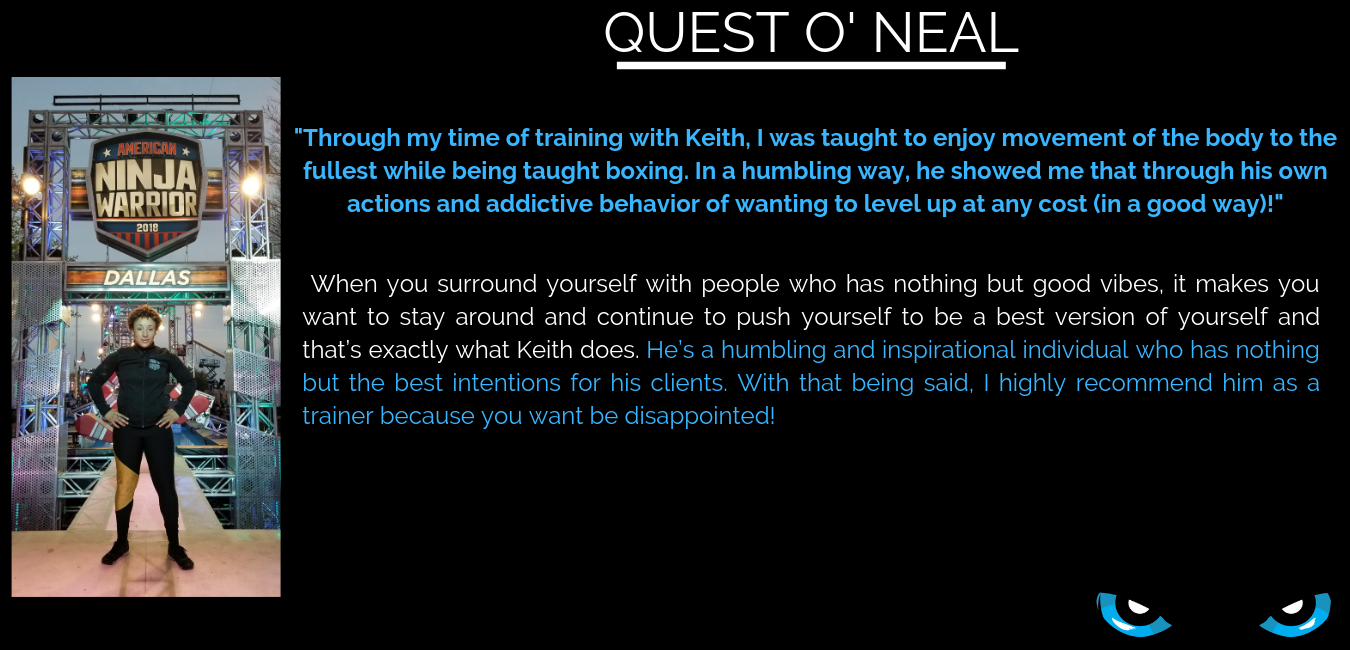 QUEST O' NEAL
AMERICAN
NINJA
WARRIOR
2018
DALLAS
"Through my time of training with Keith, I was taught to enjoy movement of the body to the
fullest while being taught boxing. In a humbling way, he showed me that through his own
actions and addictive behavior of wanting to level up at any cost (in a good way)!"
When you surround yourself with people who has nothing but good vibes, it makes you
want to stay around and continue to push yourself to be a best version of yourself and
that’s exactly what Keith does. He’s a humbling and inspirational individual who has nothing
but the best intentions for his clients. With that being said, I highly recommend him as a
trainer because you want be disappointed!